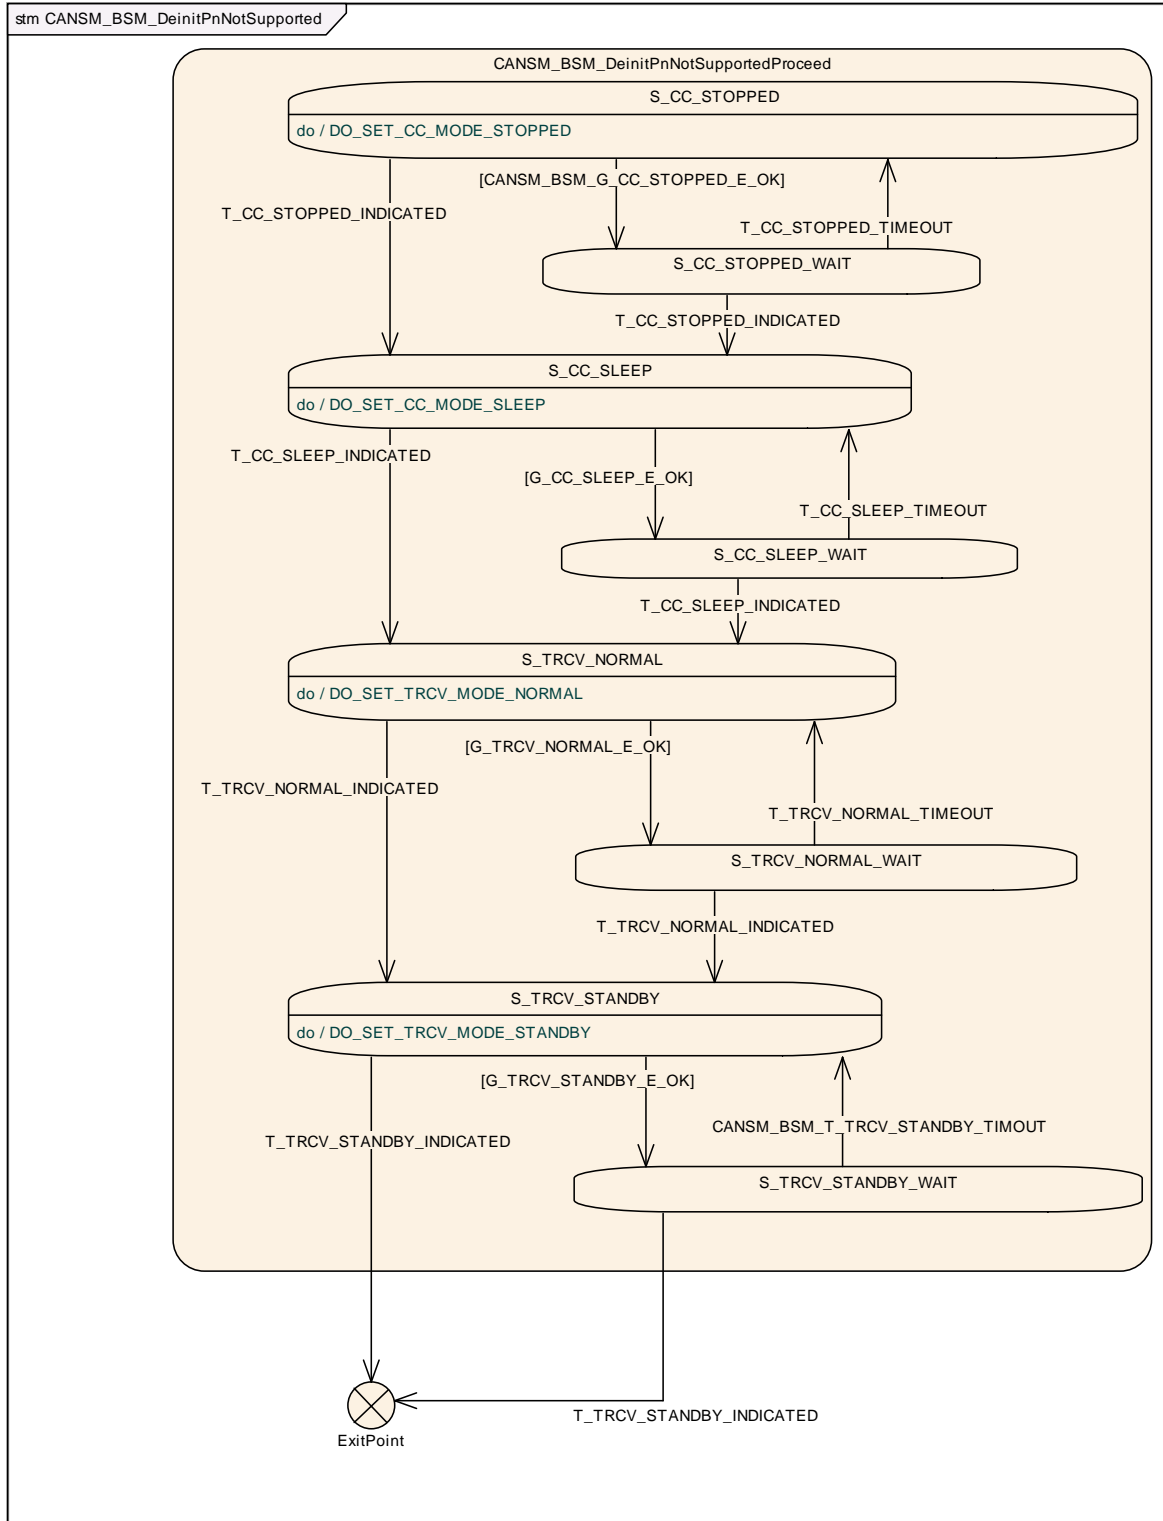 stm CANSM_BSM_DeinitPnNotSupported
CANSM_BSM_DeinitPnNotSupportedProceed
S_CC_STOPPED
do / DO_SET_CC_MODE_STOPPED
[CANSM_BSM_G_CC_STOPPED_E_OK]
T_CC_STOPPED_INDICATED
T_CC_STOPPED_TIMEOUT
S_CC_STOPPED_WAIT
T_CC_STOPPED_INDICATED
S_CC_SLEEP
do / DO_SET_CC_MODE_SLEEP
T_CC_SLEEP_INDICATED
[G_CC_SLEEP_E_OK]
T_CC_SLEEP_TIMEOUT
S_CC_SLEEP_WAIT
T_CC_SLEEP_INDICATED
S_TRCV_NORMAL
do / DO_SET_TRCV_MODE_NORMAL
[G_TRCV_NORMAL_E_OK]
T_TRCV_NORMAL_INDICATED
T_TRCV_NORMAL_TIMEOUT
S_TRCV_NORMAL_WAIT
T_TRCV_NORMAL_INDICATED
S_TRCV_STANDBY
do / DO_SET_TRCV_MODE_STANDBY
[G_TRCV_STANDBY_E_OK]
CANSM_BSM_T_TRCV_STANDBY_TIMOUT
T_TRCV_STANDBY_INDICATED
S_TRCV_STANDBY_WAIT
T_TRCV_STANDBY_INDICATED
ExitPoint